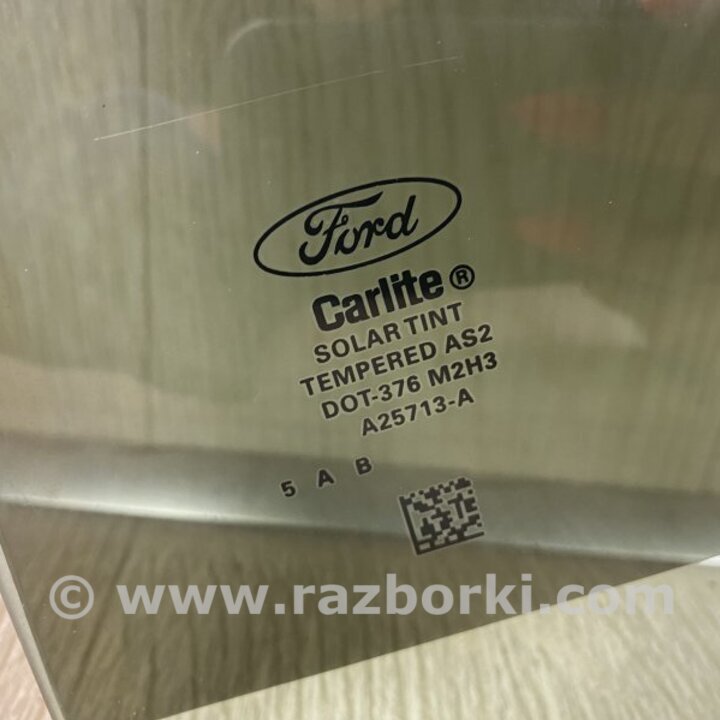 Ford
Carlite®
SOLAR TINT
TEMPERED AS2
DOT-376 M2H3
A25713-A
5 A B
© www.razborki.com